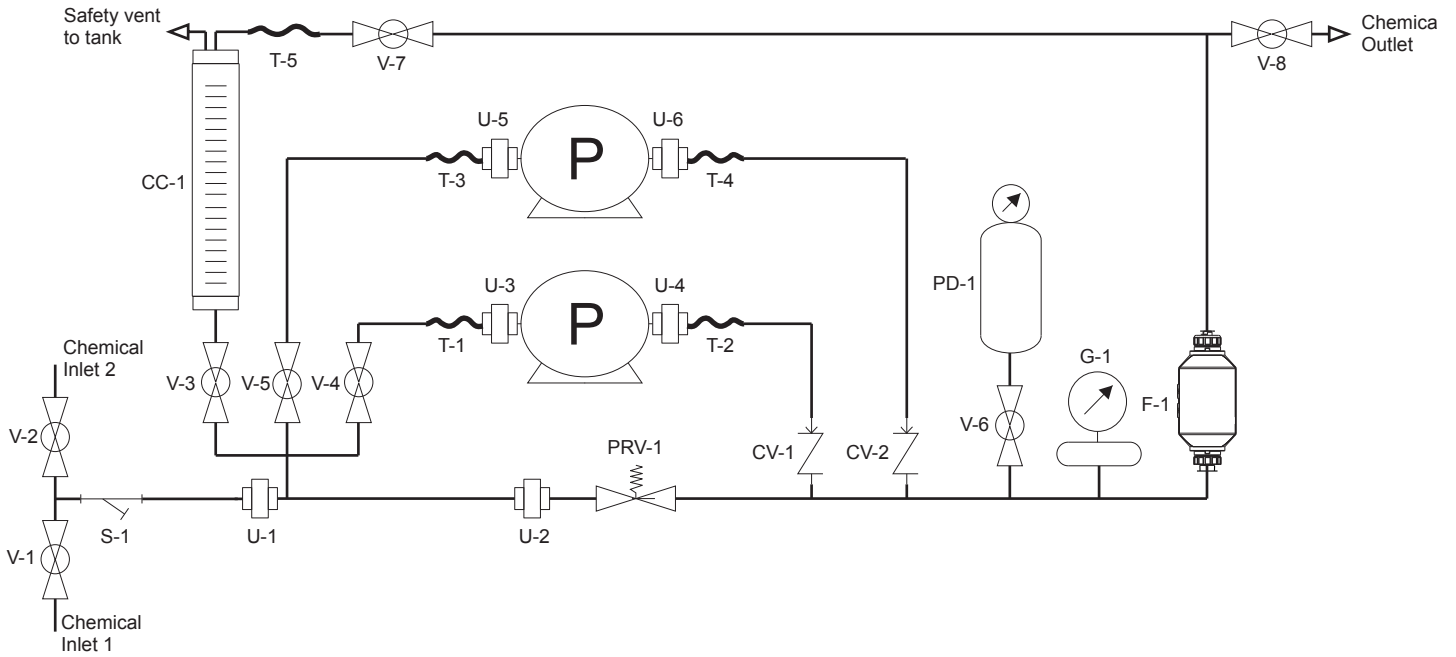 Safety vent
to tank
T-5
V-7
V-8
Chemica
Outlet
CC-1
U-5
P
U-6
T-3
T-4
U-3
P
U-4
T-1
T-2
PD-1
G-1
F-1
Chemical
Inlet 2
V-3
V-5
V-4
V-2
V-6
PRV-1
CV-1
CV-2
S-1
U-1
U-2
V-1
Chemical
Inlet 1